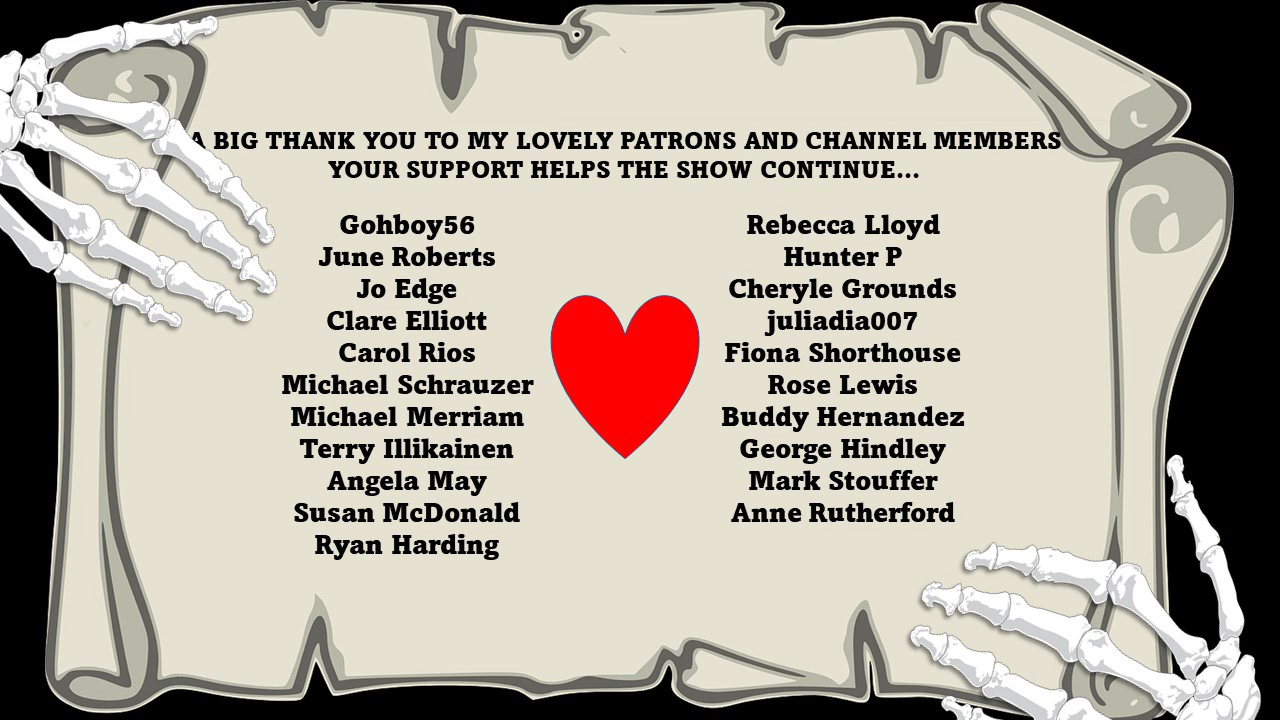 A BIG THANK YOU TO MY LOVELY PATRONS AND CHANNEL MEMBERS
YOUR SUPPORT HELPS THE SHOW CONTINUE...
Gohboy56
June Roberts
Jo Edge
Clare Elliott
Carol Rios
Michael Schrauzer
Michael Merriam
Terry Illikainen
Angela May
Susan McDonald
Ryan Harding
Rebecca Lloyd
Hunter P
Cheryle Grounds
juliadia007
Fiona Shorthouse
Rose Lewis
Buddy Hernandez
George Hindley
Mark Stouffer
Anne Rutherford